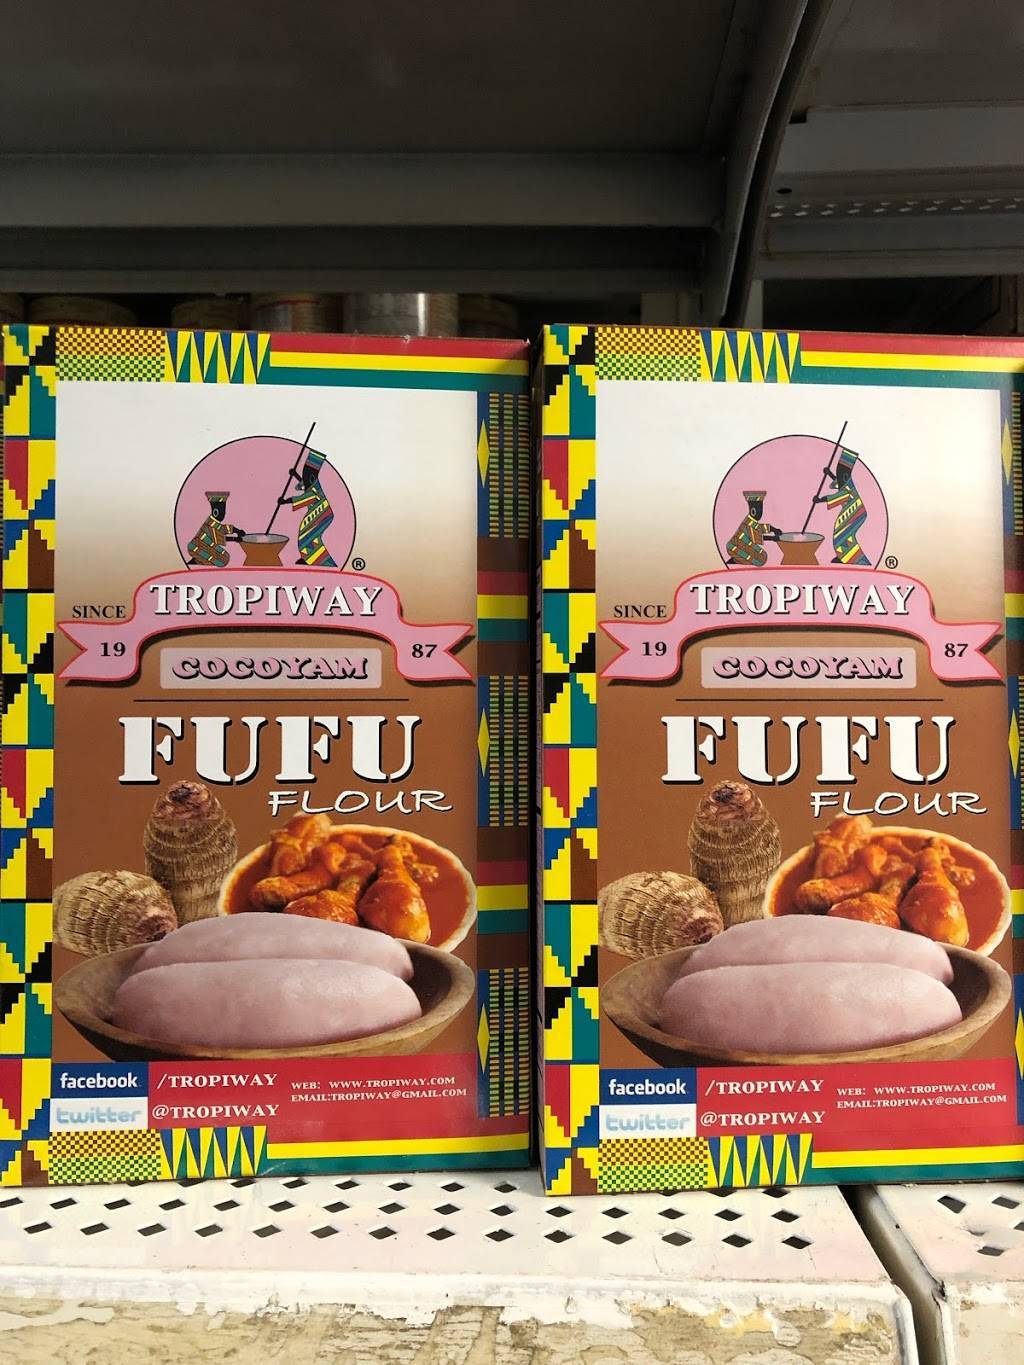 ®
TROPIWAY
SINCE
19 87
COCOYAM
FUFU
FLOUR
facebook /TROPIWAY
twitter @TROPIWAY
WEB: WWW.TROPIWAY.COM
EMAIL:TROPIWAY@GMAIL.COM
®
TROPIWAY
SINCE
19 87
COCOYAM
FUFU
FLOUR
facebook /TROPIWAY
twitter @TROPIWAY
WEB: WWW.TROPIWAY.COM
EMAIL:TROPIWAY@GMAIL.COM